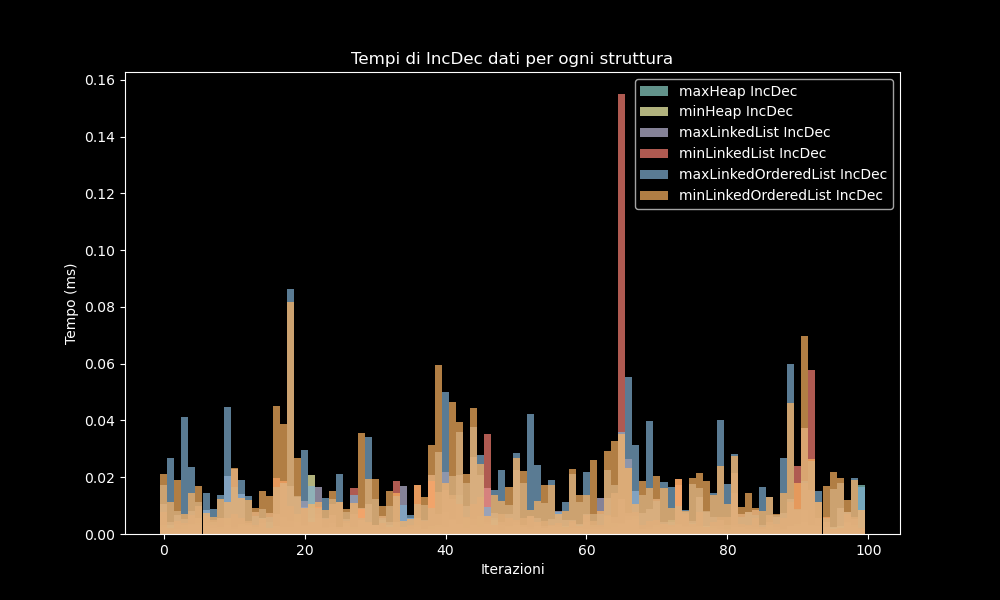 Tempi di IncDec dati per ogni struttura
0.16
0.14
0.12
0.10
0.08
0.06
0.04
0.02
0.00
Tempo (ms)
maxHeap IncDec
minHeap IncDec
maxLinkedList IncDec
minLinkedList IncDec
maxLinkedOrderedList IncDec
minLinkedOrderedList IncDec
0 20 40 60 80 100
Iterazioni